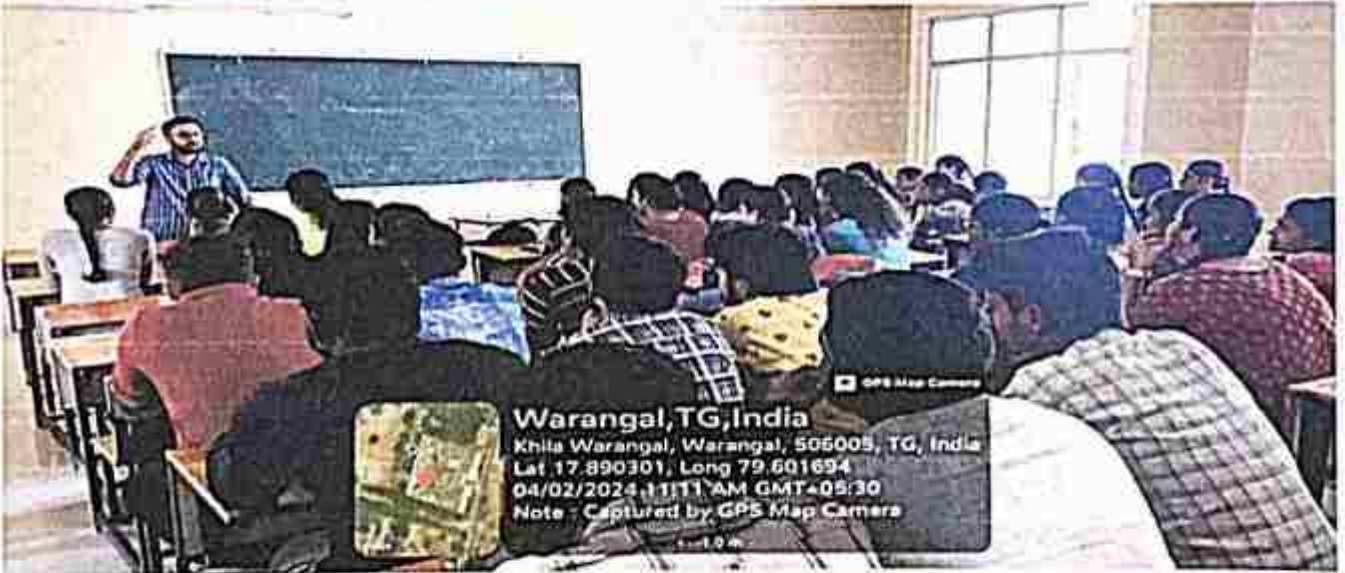 GPS Map Camera
Warangal,TG,India
Khila Warangal, Warangal, 506005, TG, India
Lat 17.890301, Long 79.601694
04/02/2024 11:11 AM GMT+05:30
Note : Captured by GPS Map Camera